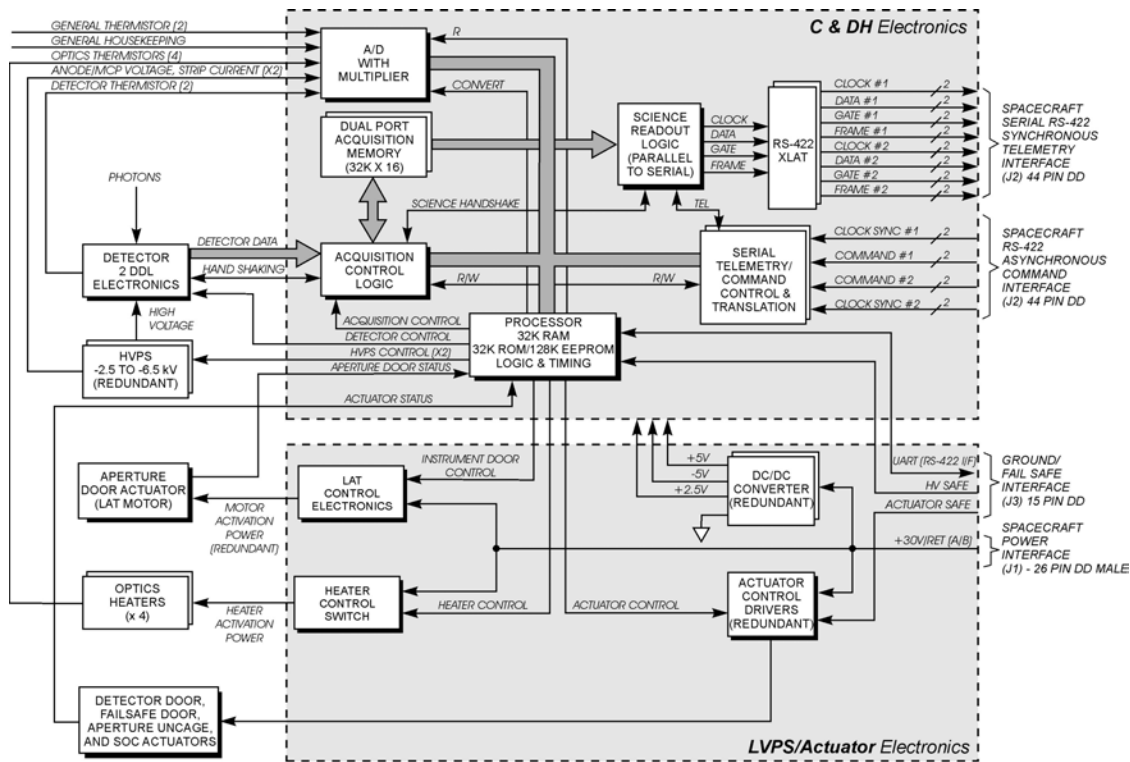 C & DH Electronics
GENERAL THERMISTOR (2)
GENERAL HOUSEKEEPING
OPTICS THERMISTORS (4)
ANODE/MCP VOLTAGE, STRIP CURRENT (X2)
DETECTOR THERMISTOR (2)
A/D
WITH
MULTIPLIER
R
CONVERT
DUAL PORT
ACQUISITION
MEMORY
(32K X 16)
SCIENCE
READOUT
LOGIC
(PARALLEL
TO SERIAL)
CLOCK
DATA
GATE
FRAME
RS-422
XLAT
CLOCK #1
DATA #1
GATE #1
FRAME #1
CLOCK #2
DATA #2
GATE #2
FRAME #2
2
2
2
2
2
2
2
2
SPACECRAFT
SERIAL RS-422
SYNCHRONOUS
TELEMETRY
INTERFACE
(J2) 44 PIN DD
PHOTONS
SCIENCE HANDSHAKE
TEL
DETECTOR
2 DDL
ELECTRONICS
DETECTOR DATA
HAND SHAKING
ACQUISITION
CONTROL
LOGIC
R/W
R/W
SERIAL
TELEMETRY/
COMMAND
CONTROL &
TRANSLATION
CLOCK SYNC #1
COMMAND #1
COMMAND #2
CLOCK SYNC #2
2
2
2
2
SPACECRAFT
RS-422
ASYNCHRONOUS
COMMAND
INTERFACE
(J2) 44 PIN DD
HIGH
VOLTAGE
HVPS
-2.5 TO -6.5 kV
(REDUNDANT)
ACQUISITION CONTROL
DETECTOR CONTROL
HVPS CONTROL (X2)
APERTURE DOOR STATUS
ACTUATOR STATUS
PROCESSOR
32K RAM
32K ROM/128K EEPROM
LOGIC & TIMING
APERTURE
DOOR ACTUATOR
(LAT MOTOR)
MOTOR
ACTIVATION
POWER
(REDUNDANT)
INSTRUMENT DOOR
CONTROL
LAT
CONTROL
ELECTRONICS
+5V
-5V
+2.5V
DC/DC
CONVERTER
(REDUNDANT)
UART (RS-422 I/F)
HV SAFE
ACTUATOR SAFE
GROUND/
FAIL SAFE
INTERFACE
(J3) 15 PIN DD
+30V/RET (A/B)
SPACECRAFT
POWER
INTERFACE
(J1) - 26 PIN DD MALE
OPTICS
HEATERS
(x 4)
HEATER
ACTIVATION
POWER
HEATER
CONTROL
SWITCH
HEATER CONTROL
ACTUATOR CONTROL
ACTUATOR
CONTROL
DRIVERS
(REDUNDANT)
DETECTOR DOOR,
FAILSAFE DOOR,
APERTURE UNCAGE,
AND SOC ACTUATORS
LVPS/Actuator Electronics